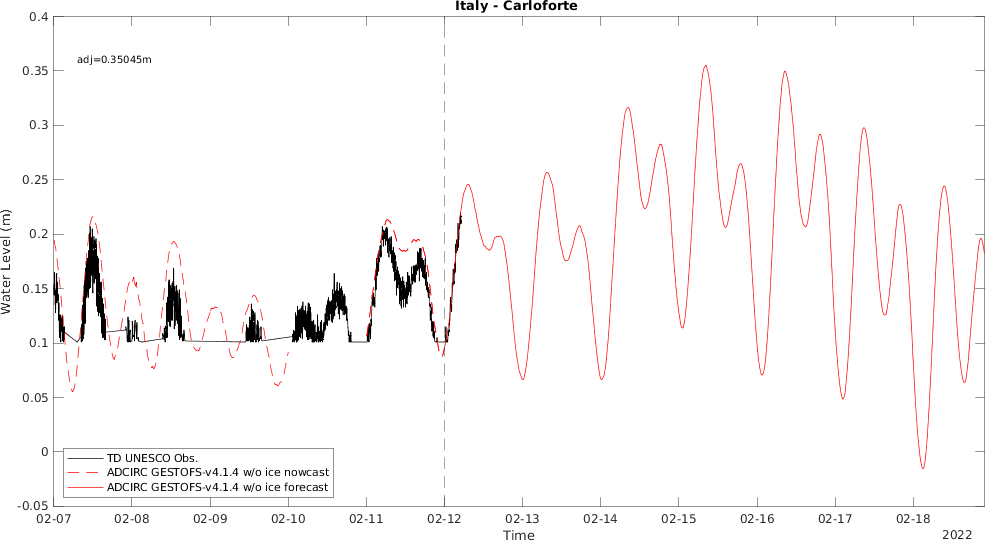 Italy - Carloforte
adj=0.35045m
0.4
0.35
0.3
0.25
0.2
0.15
0.1
0.05
0
-0.05
Water Level (m)
TD UNESCO Obs.
ADCIRC GESTOFS-v4.1.4 w/o ice nowcast
ADCIRC GESTOFS-v4.1.4 w/o ice forecast
02-07 02-08 02-09 02-10 02-11 02-12 02-13 02-14 02-15 02-16 02-17 02-18
Time
2022